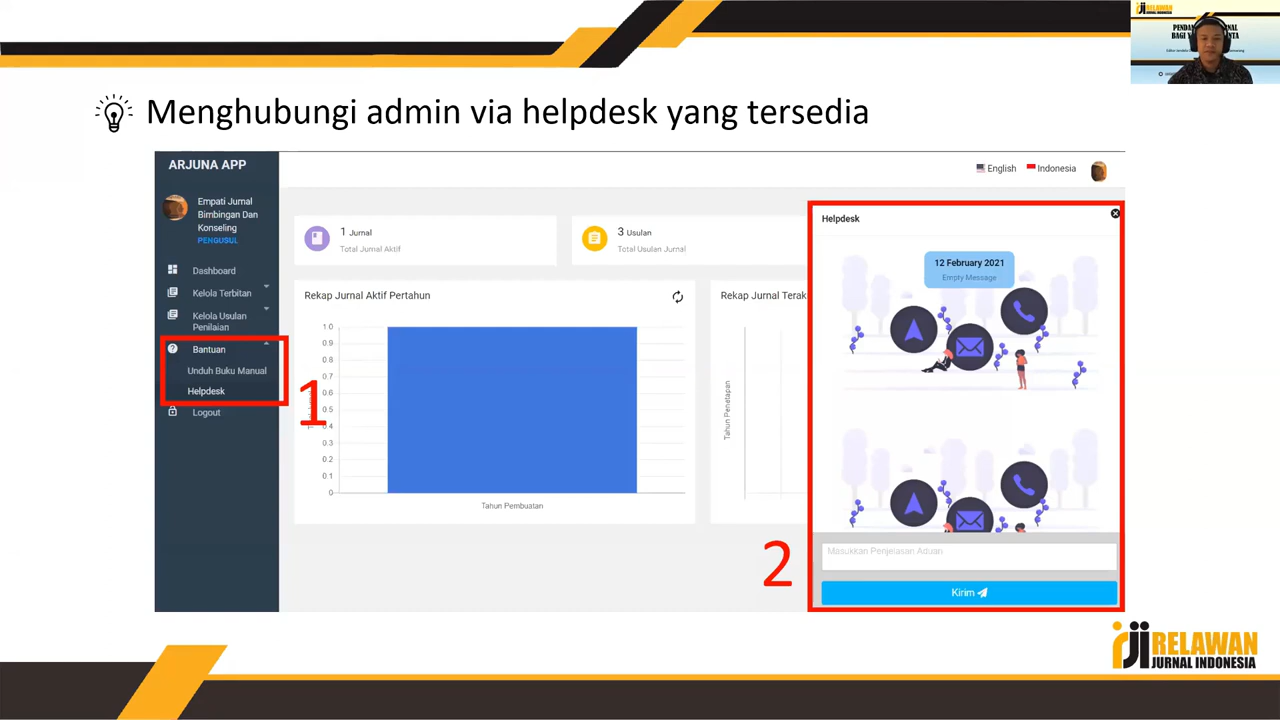 RELAWAN
JURNAL INDONESIA
Menghubungi admin via helpdesk yang tersedia
ARJUNA APP
English
Indonesia
Empati Jurnal
Bimbingan Dan
Konseling
PENGUSUL
Dashboard
Kelola Terbitan
Kelola Usulan
Penilaian
Bantuan
Unduh Buku Manual
Helpdesk
Logout
1
1 Jurnal
Total Jurnal Aktif
3 Usulan
Total Usulan Jurnal
Rekap Jurnal Aktif Pertahun
1.0
0.9
0.8
0.7
0.6
0.5
0.4
0.3
0.2
0.1
0
Tahun Pembuatan
Rekap Jurnal Terak
Tahun Penetapan
2
Helpdesk
12 February 2021
Empty Message
Masukkan Penjelasan Aduan
Kirim
RELAWAN
JURNAL INDONESIA